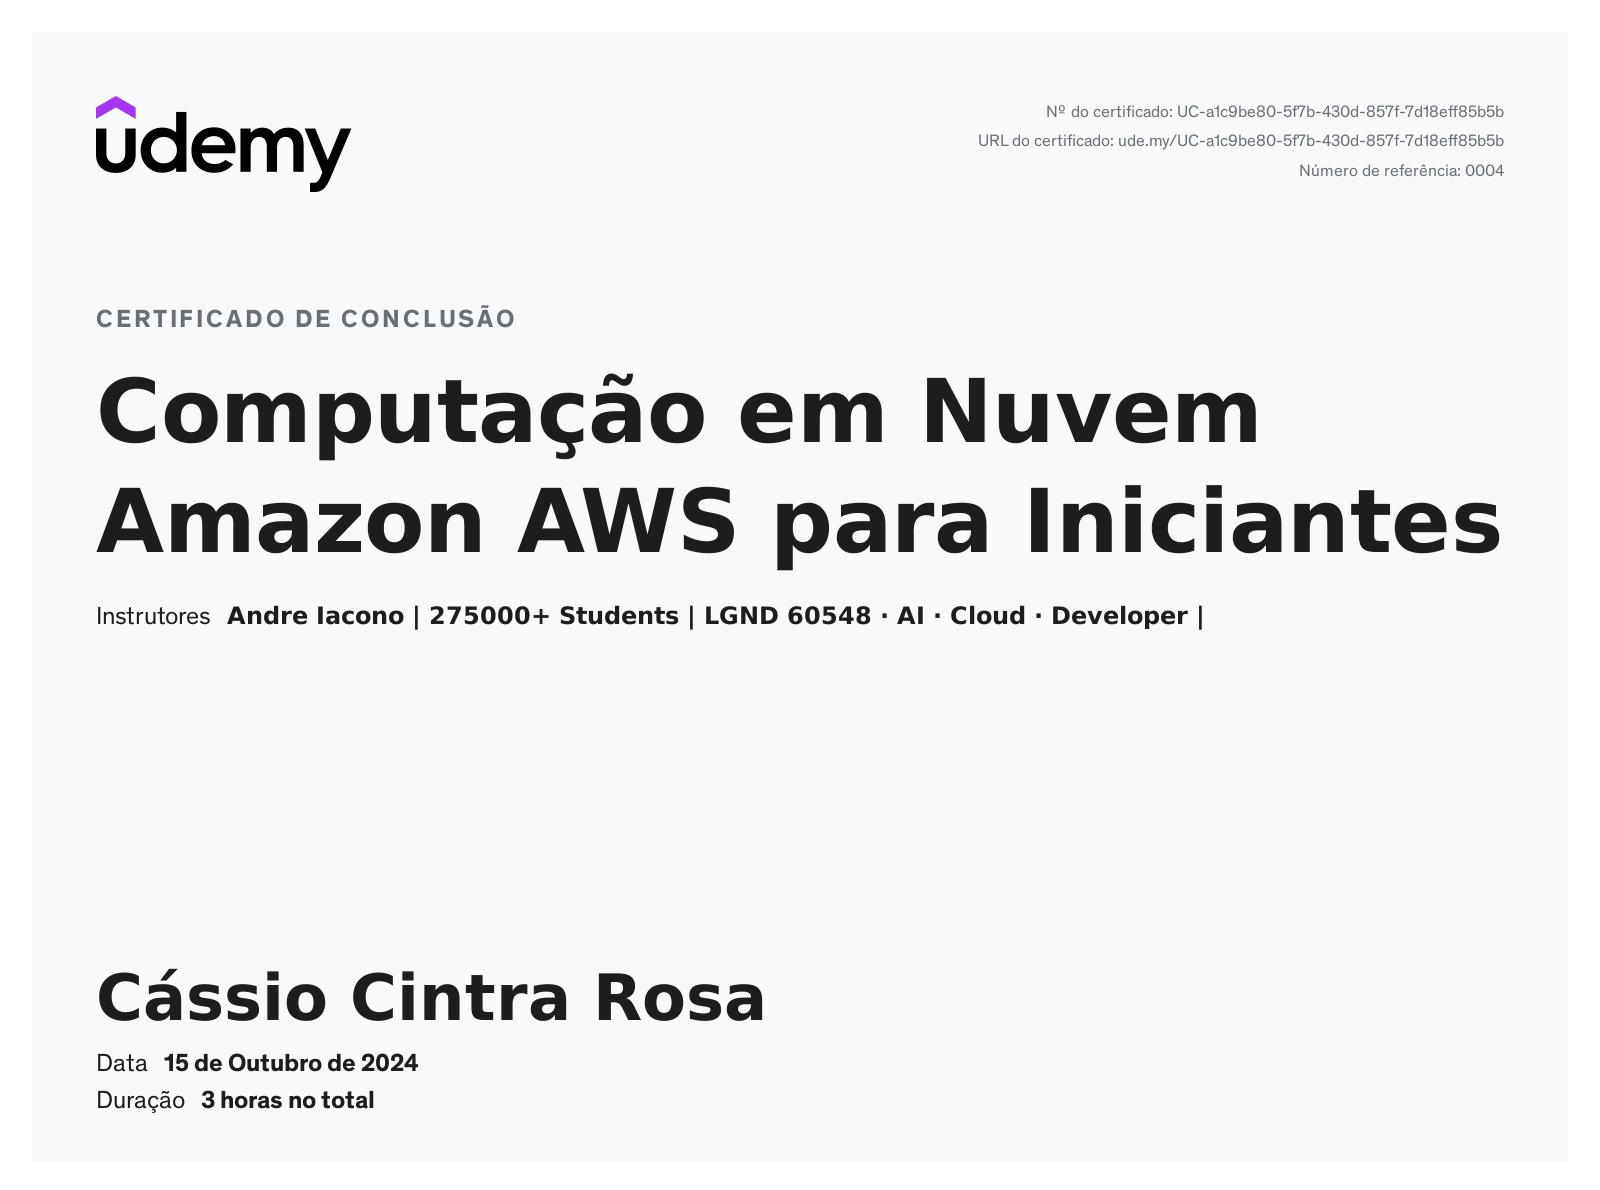 udemy
Nº do certificado: UC-a1c9be80-5f7b-430d-857f-7d18eff85b5b
URL do certificado: ude.my/UC-a1c9be80-5f7b-430d-857f-7d18eff85b5b
Número de referência: 0004
CERTIFICADO DE CONCLUSÃO
Computação em Nuvem
Amazon AWS para Iniciantes
Instrutores Andre Iacono | 275000+ Students | LGND 60548 · AI · Cloud · Developer |
Cássio Cintra Rosa
Data 15 de Outubro de 2024
Duração 3 horas no total